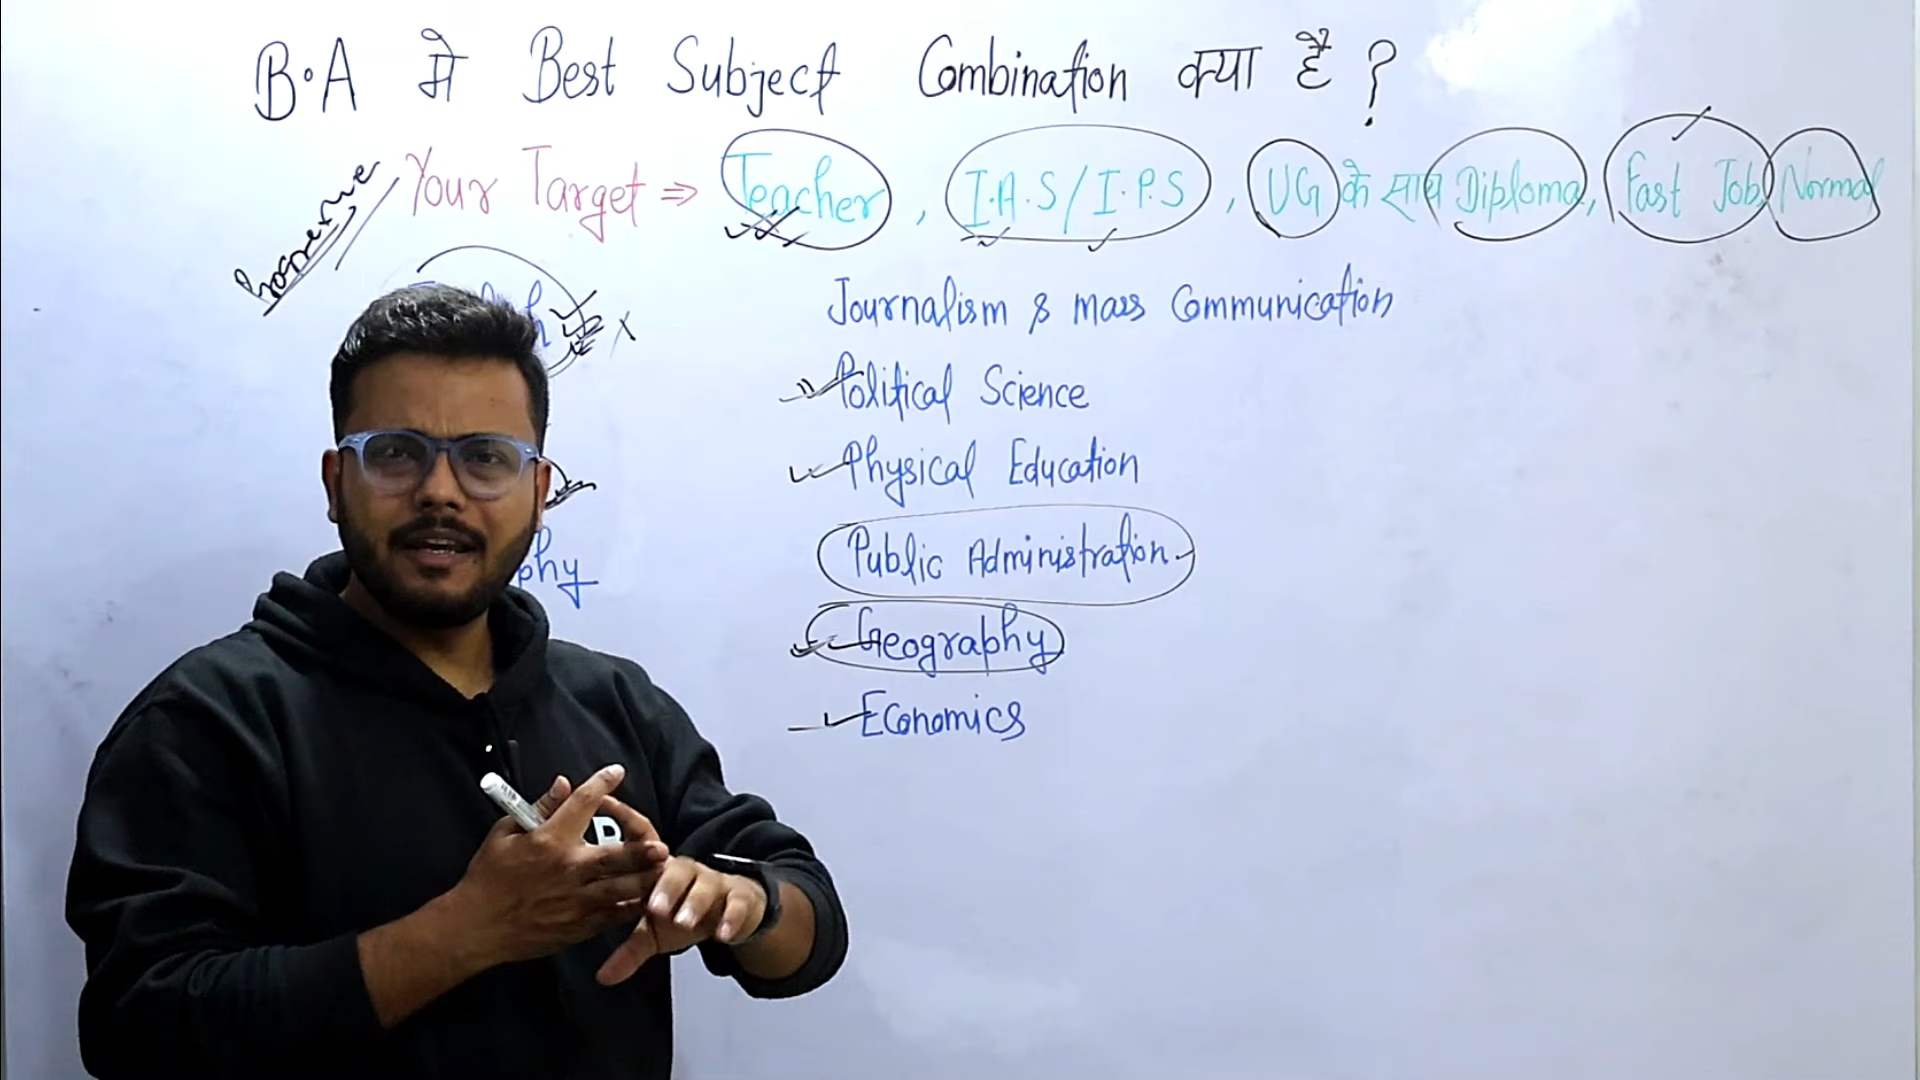 B.A में Best Subject Combination क्या है ?
Your Target ⇒ Teacher, I.A.S/I.P.S, UG के साथ Diploma, Fast Job, Normal
Journalism & mass Communication
Political Science
Physical Education
phy
Public Administration
Geography
Economics